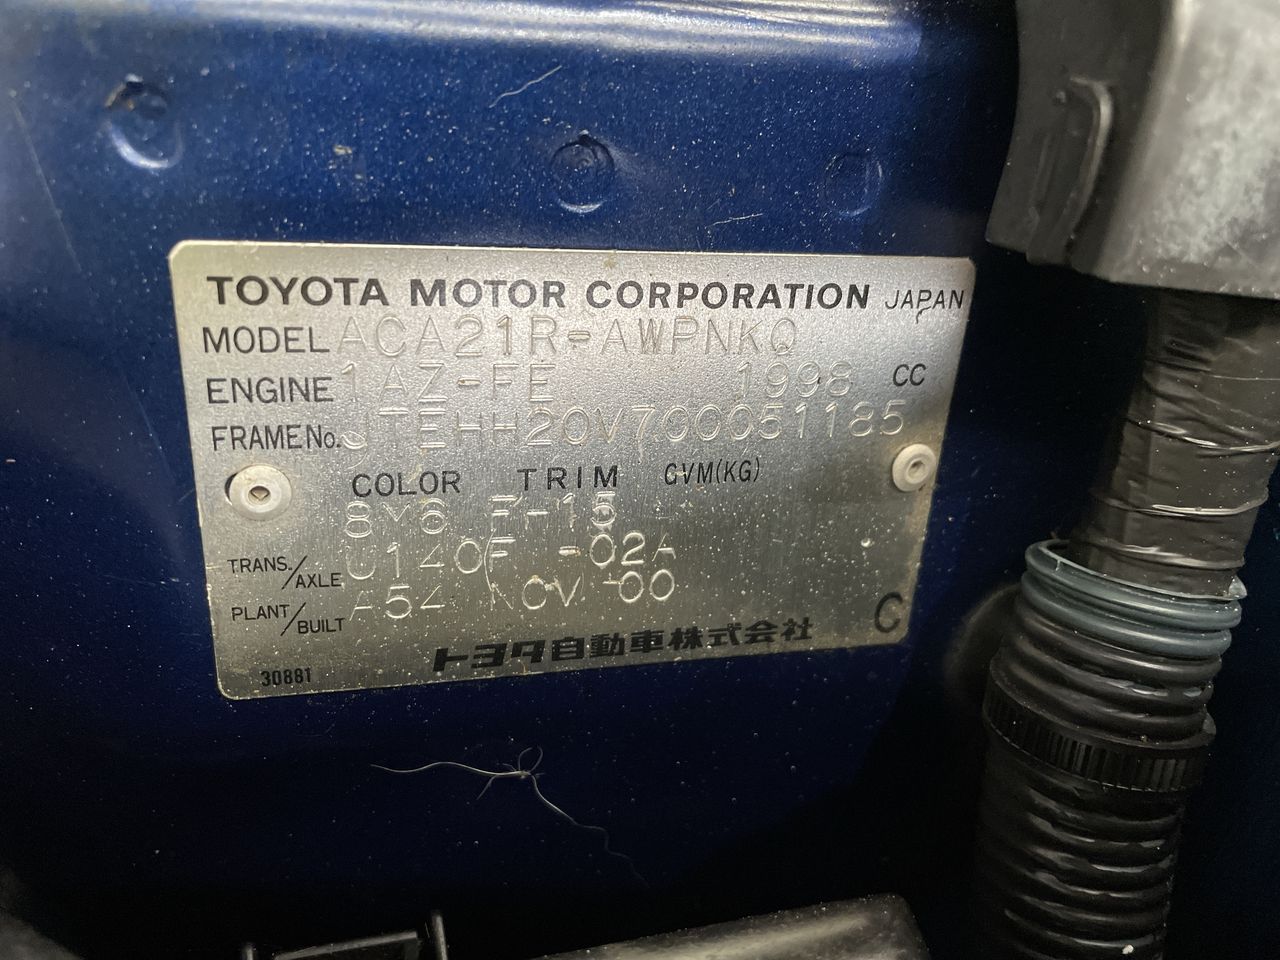 TOYOTA MOTOR CORPORATION JAPAN
MODEL ACA21R-AWPNKQ
ENGINE 1AZ-FE 1998 CC
FRAME No. JTEHH20V700051185
COLOR TRIM GVM(KG)
8M6 FH15
TRANS./AXLE U140F -02A
PLANT/BUILT A54 NOV 00
30881 トヨタ自動車株式会社 C